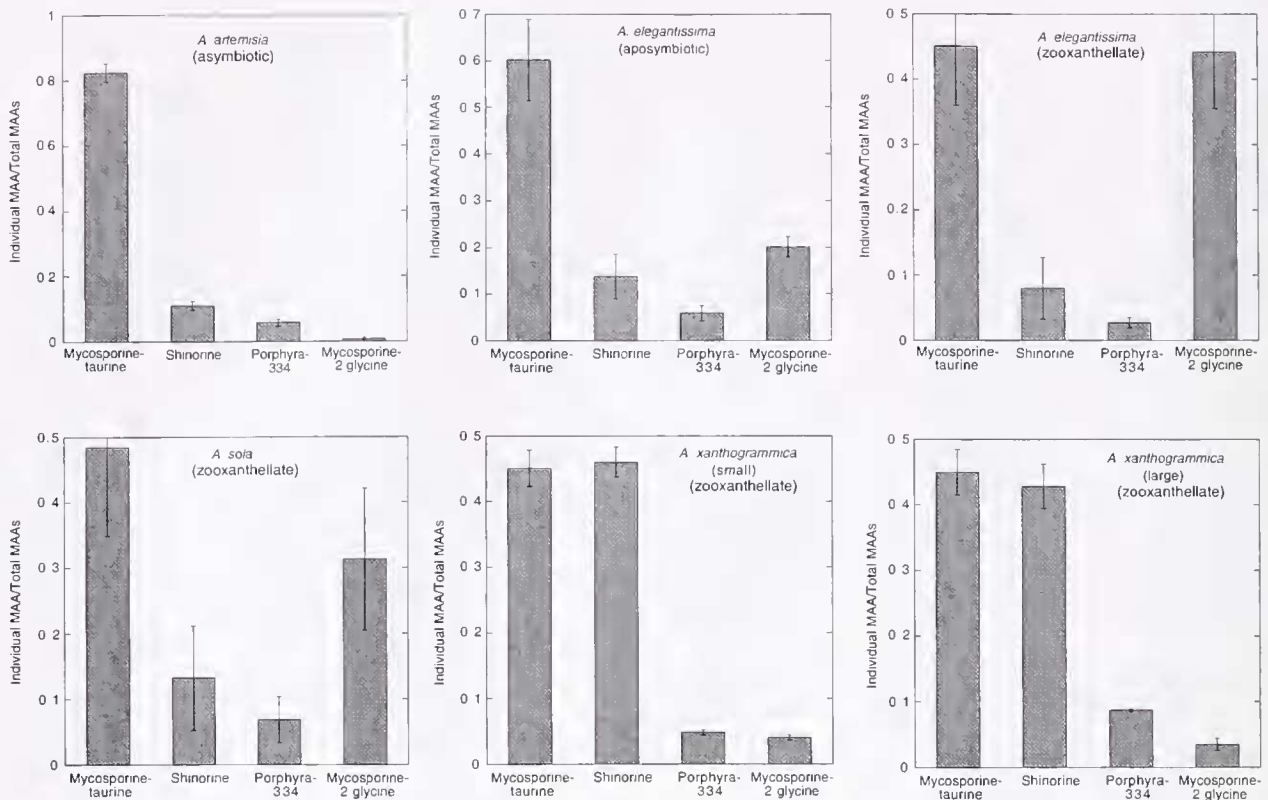 Individual MAA/Total MAAs
1
0 8
0 6
0 4
0 2
0
A artemisia
(asymbiotic)
Mycosporine-
taurine
Shinorine
Porphyra-
334
Mycosporine-
2 glycine
Individual MAA/Total MAAs
0 7
0 6
0 5
0 4
0 3
0 2
0 1
0
A. elegantissima
(aposymbiotic)
Mycosporine-
taurine
Shinorine
Porphyra-
334
Mycosporine-
2 glycine
Individual MAA/Total MAAs
0 5
0 4
0 3
0 2
0 1
0
A elegantissima
(zooxanthellate)
Mycosporine-
taurine
Shinorine
Porphyra-
334
Mycosporine-
2 glycine
Individual MAA/Total MAAs
0 5
0 4
0 3
0 2
0 1
0
A sola
(zooxanthellate)
Mycosporine-
taurine
Shinorine
Porphyra-
334
Mycosporine-
2 glycine
Individual MAA/Total MAAs
0 5
0 4
0 3
0 2
0 1
0
A xanthogrammica
(small)
(zooxanthellate)
Mycosporine-
taurine
Shinorine
Porphyra-
334
Mycosporine-
2 glycine
Individual MAA/Total MAAs
0 5
0 4
0 3
0 2
0 1
0
A xanthogrammica
(large)
(zooxanthellate)
Mycosporine-
taurine
Shinorine
Porphyra-
334
Mycosporine-
2 glycine